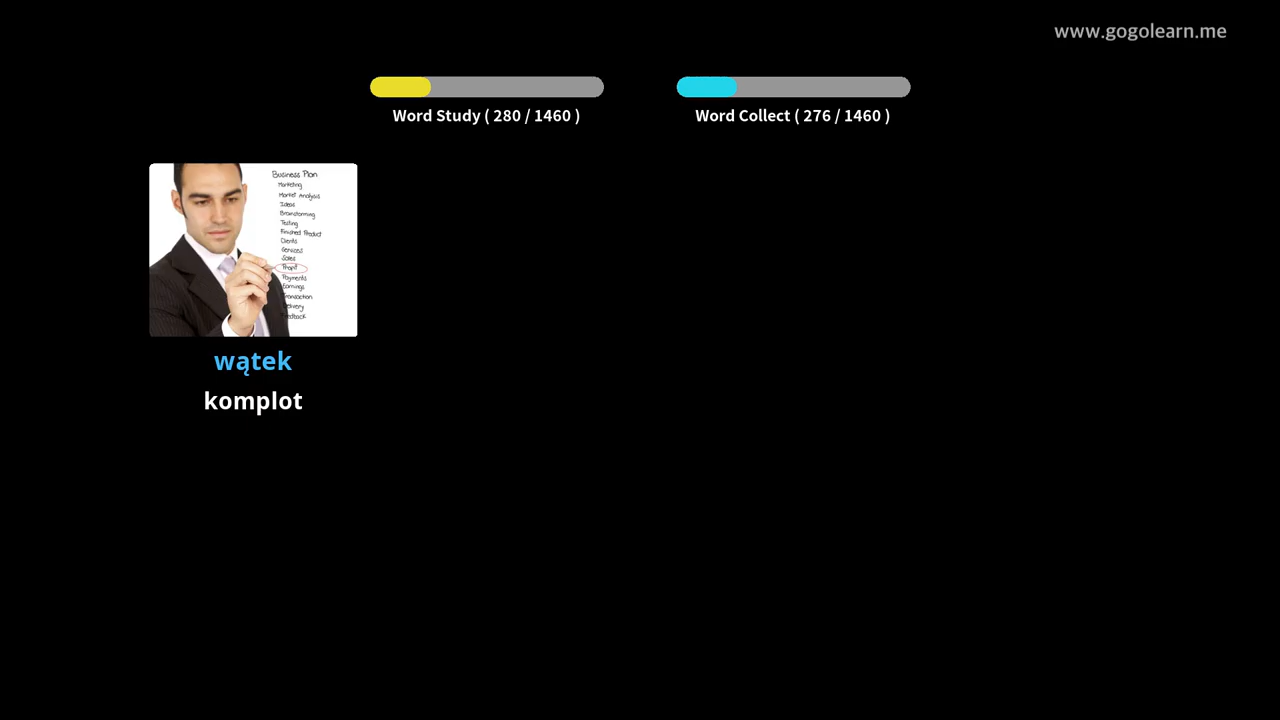 www.gogolearn.me
Word Study ( 280 / 1460 )
Word Collect ( 276 / 1460 )
Business Plan
Marketing
Market Analysis
Ideas
Brainstorming
Testing
Finished Product
Clients
Services
Sales
Profit
Payments
Earnings
Transaction
Delivery
Feedback
wątek
komplot